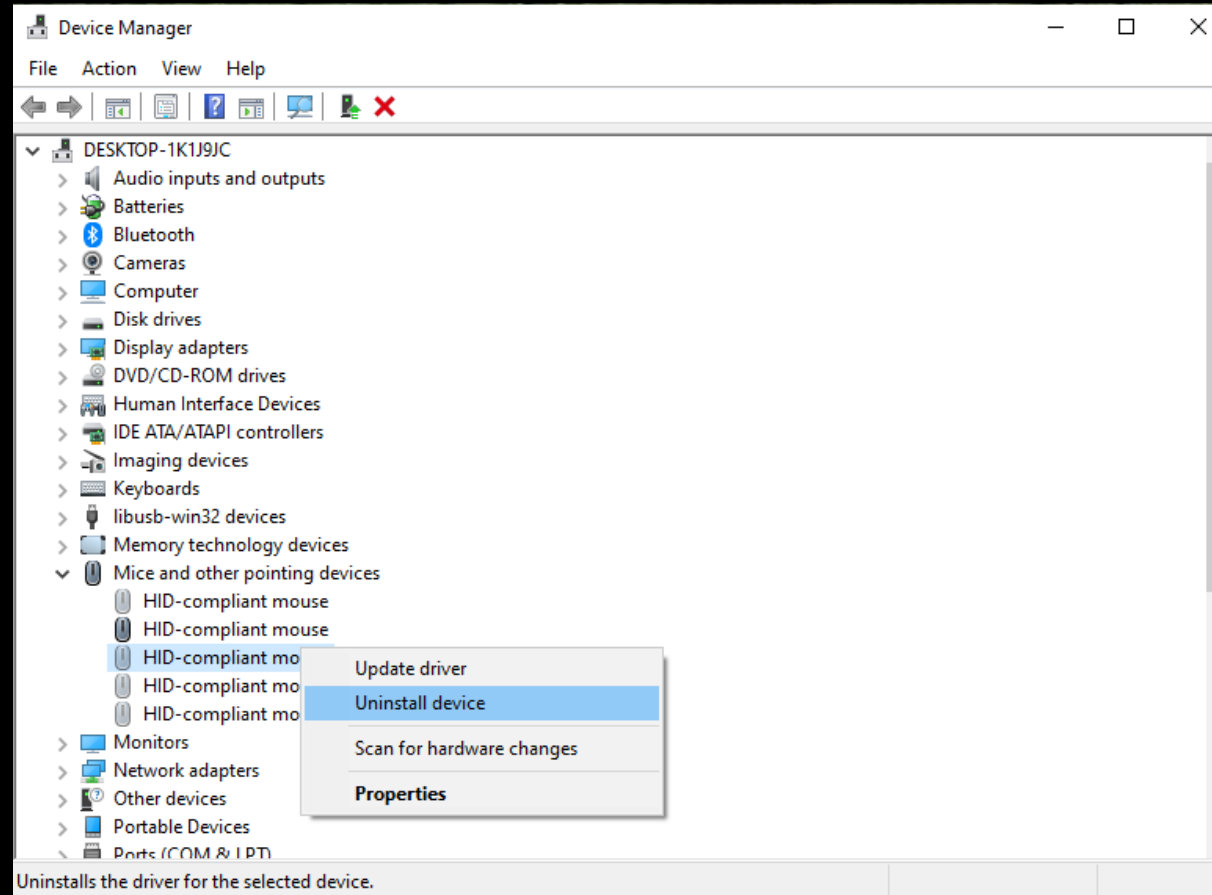 Device Manager
File Action View Help
DESKTOP-1K1J9JC
Audio inputs and outputs
Batteries
Bluetooth
Cameras
Computer
Disk drives
Display adapters
DVD/CD-ROM drives
Human Interface Devices
IDE ATA/ATAPI controllers
Imaging devices
Keyboards
libusb-win32 devices
Memory technology devices
Mice and other pointing devices
HID-compliant mouse
HID-compliant mouse
HID-compliant mo
HID-compliant mo
HID-compliant mo
Update driver
Uninstall device
Scan for hardware changes
Properties
Monitors
Network adapters
Other devices
Portable Devices
Ports (COM & LPT)
Uninstalls the driver for the selected device.